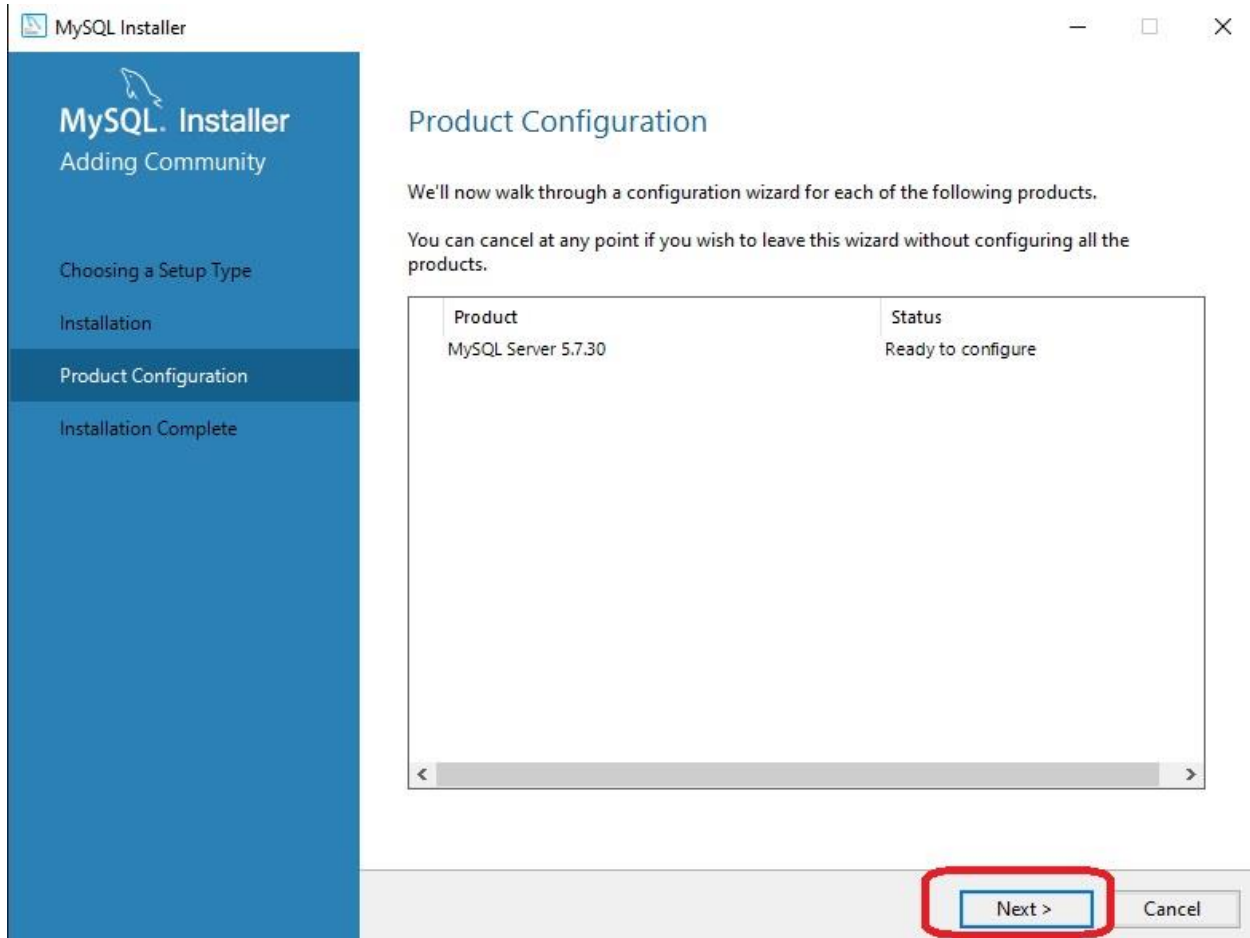 MySQL Installer
MySQL. Installer
Adding Community
Choosing a Setup Type
Installation
Product Configuration
Installation Complete
Product Configuration
We'll now walk through a configuration wizard for each of the following products.
You can cancel at any point if you wish to leave this wizard without configuring all the
products.
Product Status
MySQL Server 5.7.30 Ready to configure
Next > Cancel